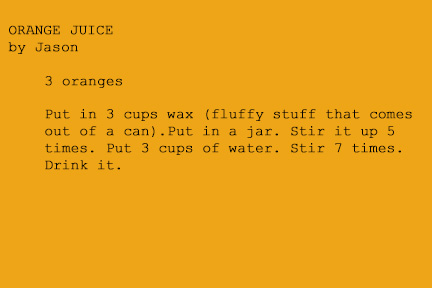 ORANGE JUICE
by Jason
3 oranges
Put in 3 cups wax (fluffy stuff that comes
out of a can).Put in a jar. Stir it up 5
times. Put 3 cups of water. Stir 7 times.
Drink it.